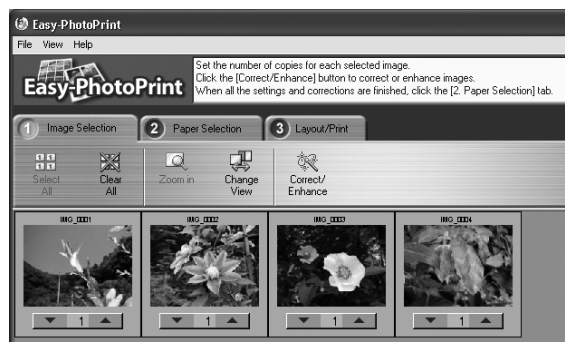 Easy-PhotoPrint
File View Help
Easy-PhotoPrint
Set the number of copies for each selected image.
Click the [Correct/Enhance] button to correct or enhance images.
When all the settings and corrections are finished, click the [2. Paper Selection] tab.
1 Image Selection
2 Paper Selection
3 Layout/Print
Select
All
Clear
All
Zoom in
Change
View
Correct/
Enhance
IMG_0001
IMG_0002
IMG_0003
IMG_0004
1
1
1
1